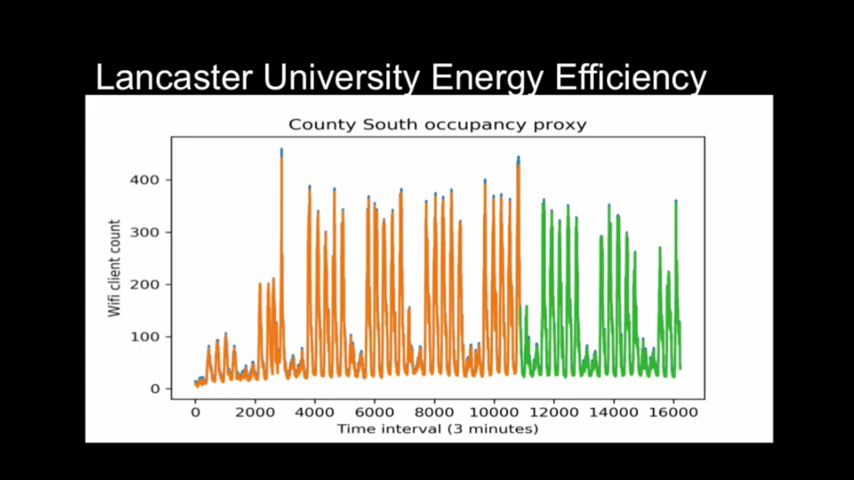 Lancaster University Energy Efficiency
County South occupancy proxy
Wifi client count
400
300
200
100
0
0 2000 4000 6000 8000 10000 12000 14000 16000
Time interval (3 minutes)